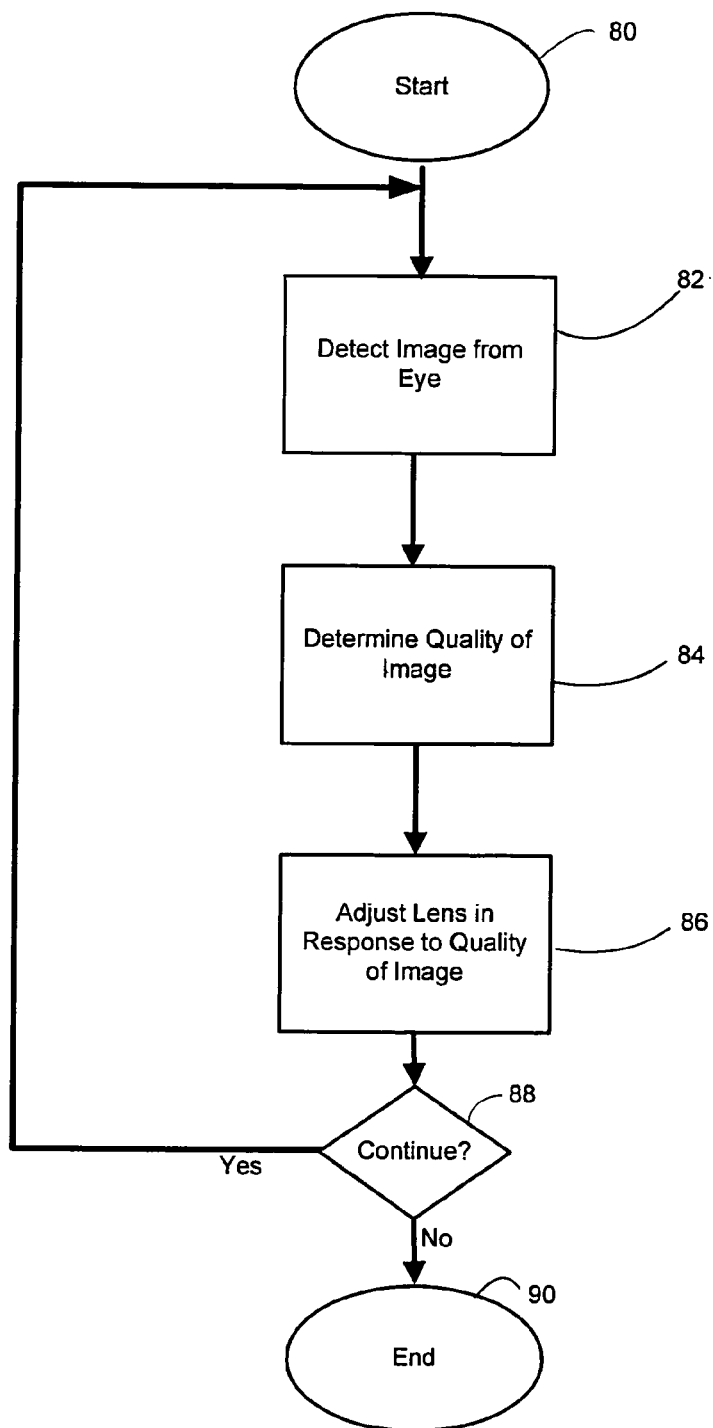 80
Start
82
Detect Image from
Eye
Determine Quality of
Image
84
Adjust Lens in
Response to Quality
of Image
86
88
Continue?
Yes
No
90
End